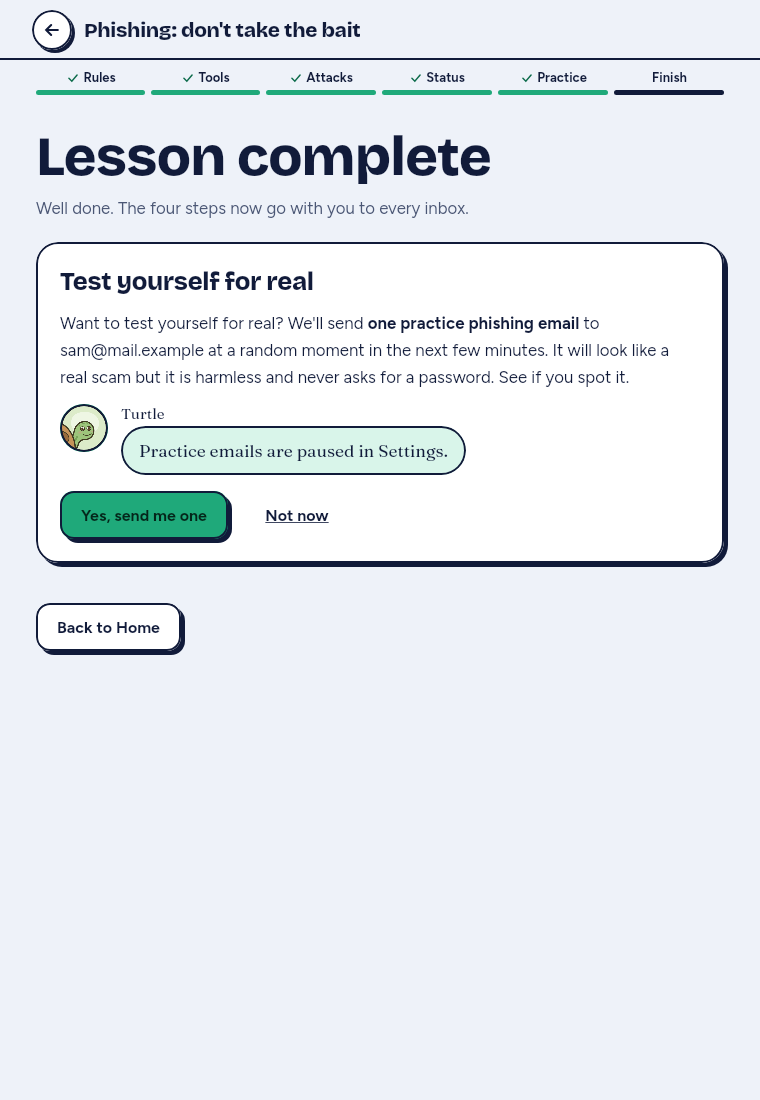 Phishing: don't take the bait
Rules
Tools
Attacks
Status
Practice
Finish
Lesson complete
Well done. The four steps now go with you to every inbox.
Test yourself for real
Want to test yourself for real? We'll send one practice phishing email to
sam@mail.example at a random moment in the next few minutes. It will look like a
real scam but it is harmless and never asks for a password. See if you spot it.
Turtle
Practice emails are paused in Settings.
Yes, send me one
Not now
Back to Home